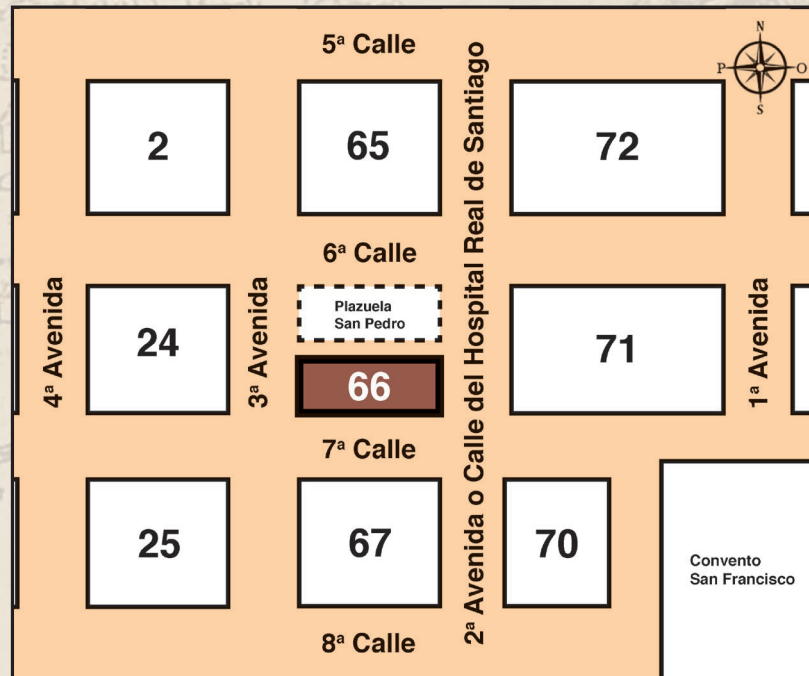 5ª Calle
N
P
O
S
2
65
72
2ª Avenida o Calle del Hospital Real de Santiago
6ª Calle
4ª Avenida
24
3ª Avenida
Plazuela
San Pedro
66
71
1ª Avenida
7ª Calle
25
67
70
Convento
San Francisco
8ª Calle